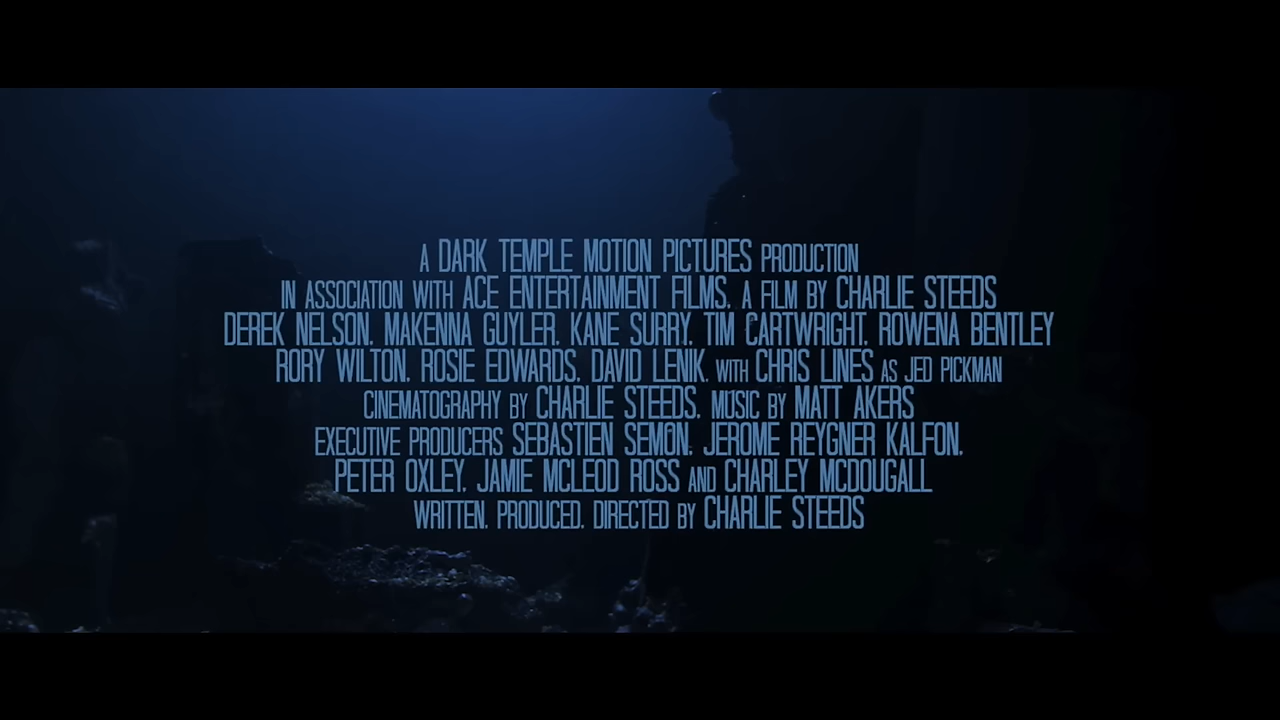 A DARK TEMPLE MOTION PICTURES PRODUCTION
IN ASSOCIATION WITH ACE ENTERTAINMENT FILMS, A FILM BY CHARLIE STEEDS
DEREK NELSON, MAKENNA GUYLER, KANE SURRY, TIM CARTWRIGHT, ROWENA BENTLEY
RORY WILTON, ROSIE EDWARDS, DAVID LENIK, WITH CHRIS LINES AS JED PICKMAN
CINEMATOGRAPHY BY CHARLIE STEEDS, MUSIC BY MATT AKERS
EXECUTIVE PRODUCERS SEBASTIEN SEMON, JEROME REYGNER KALFON,
PETER OXLEY, JAMIE MCLEOD ROSS AND CHARLEY MCDOUGALL
WRITTEN, PRODUCED, DIRECTED BY CHARLIE STEEDS